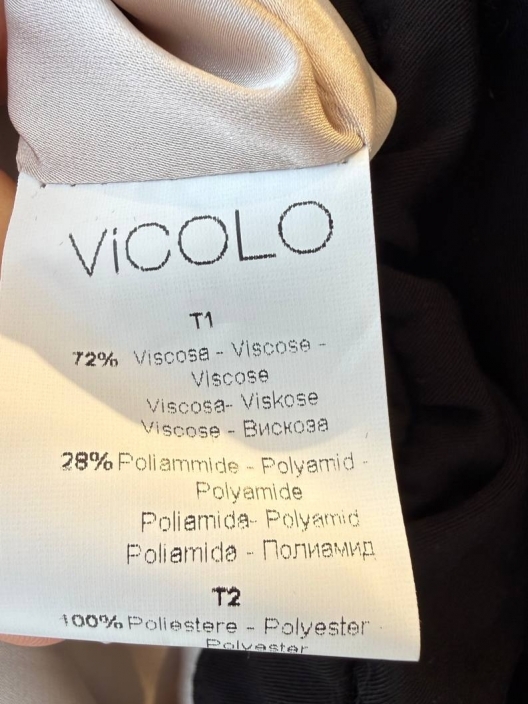 ViCOLO
T1
72% Viscosa - Viscose -
Viscose
Viscosa- Viskose
Viscose - Вискоза
28% Poliammide - Polyamid -
Polyamide
Poliamida- Polyamid
Poliamida - Полиамид
T2
100% Poliestere - Polyester -
Polyester